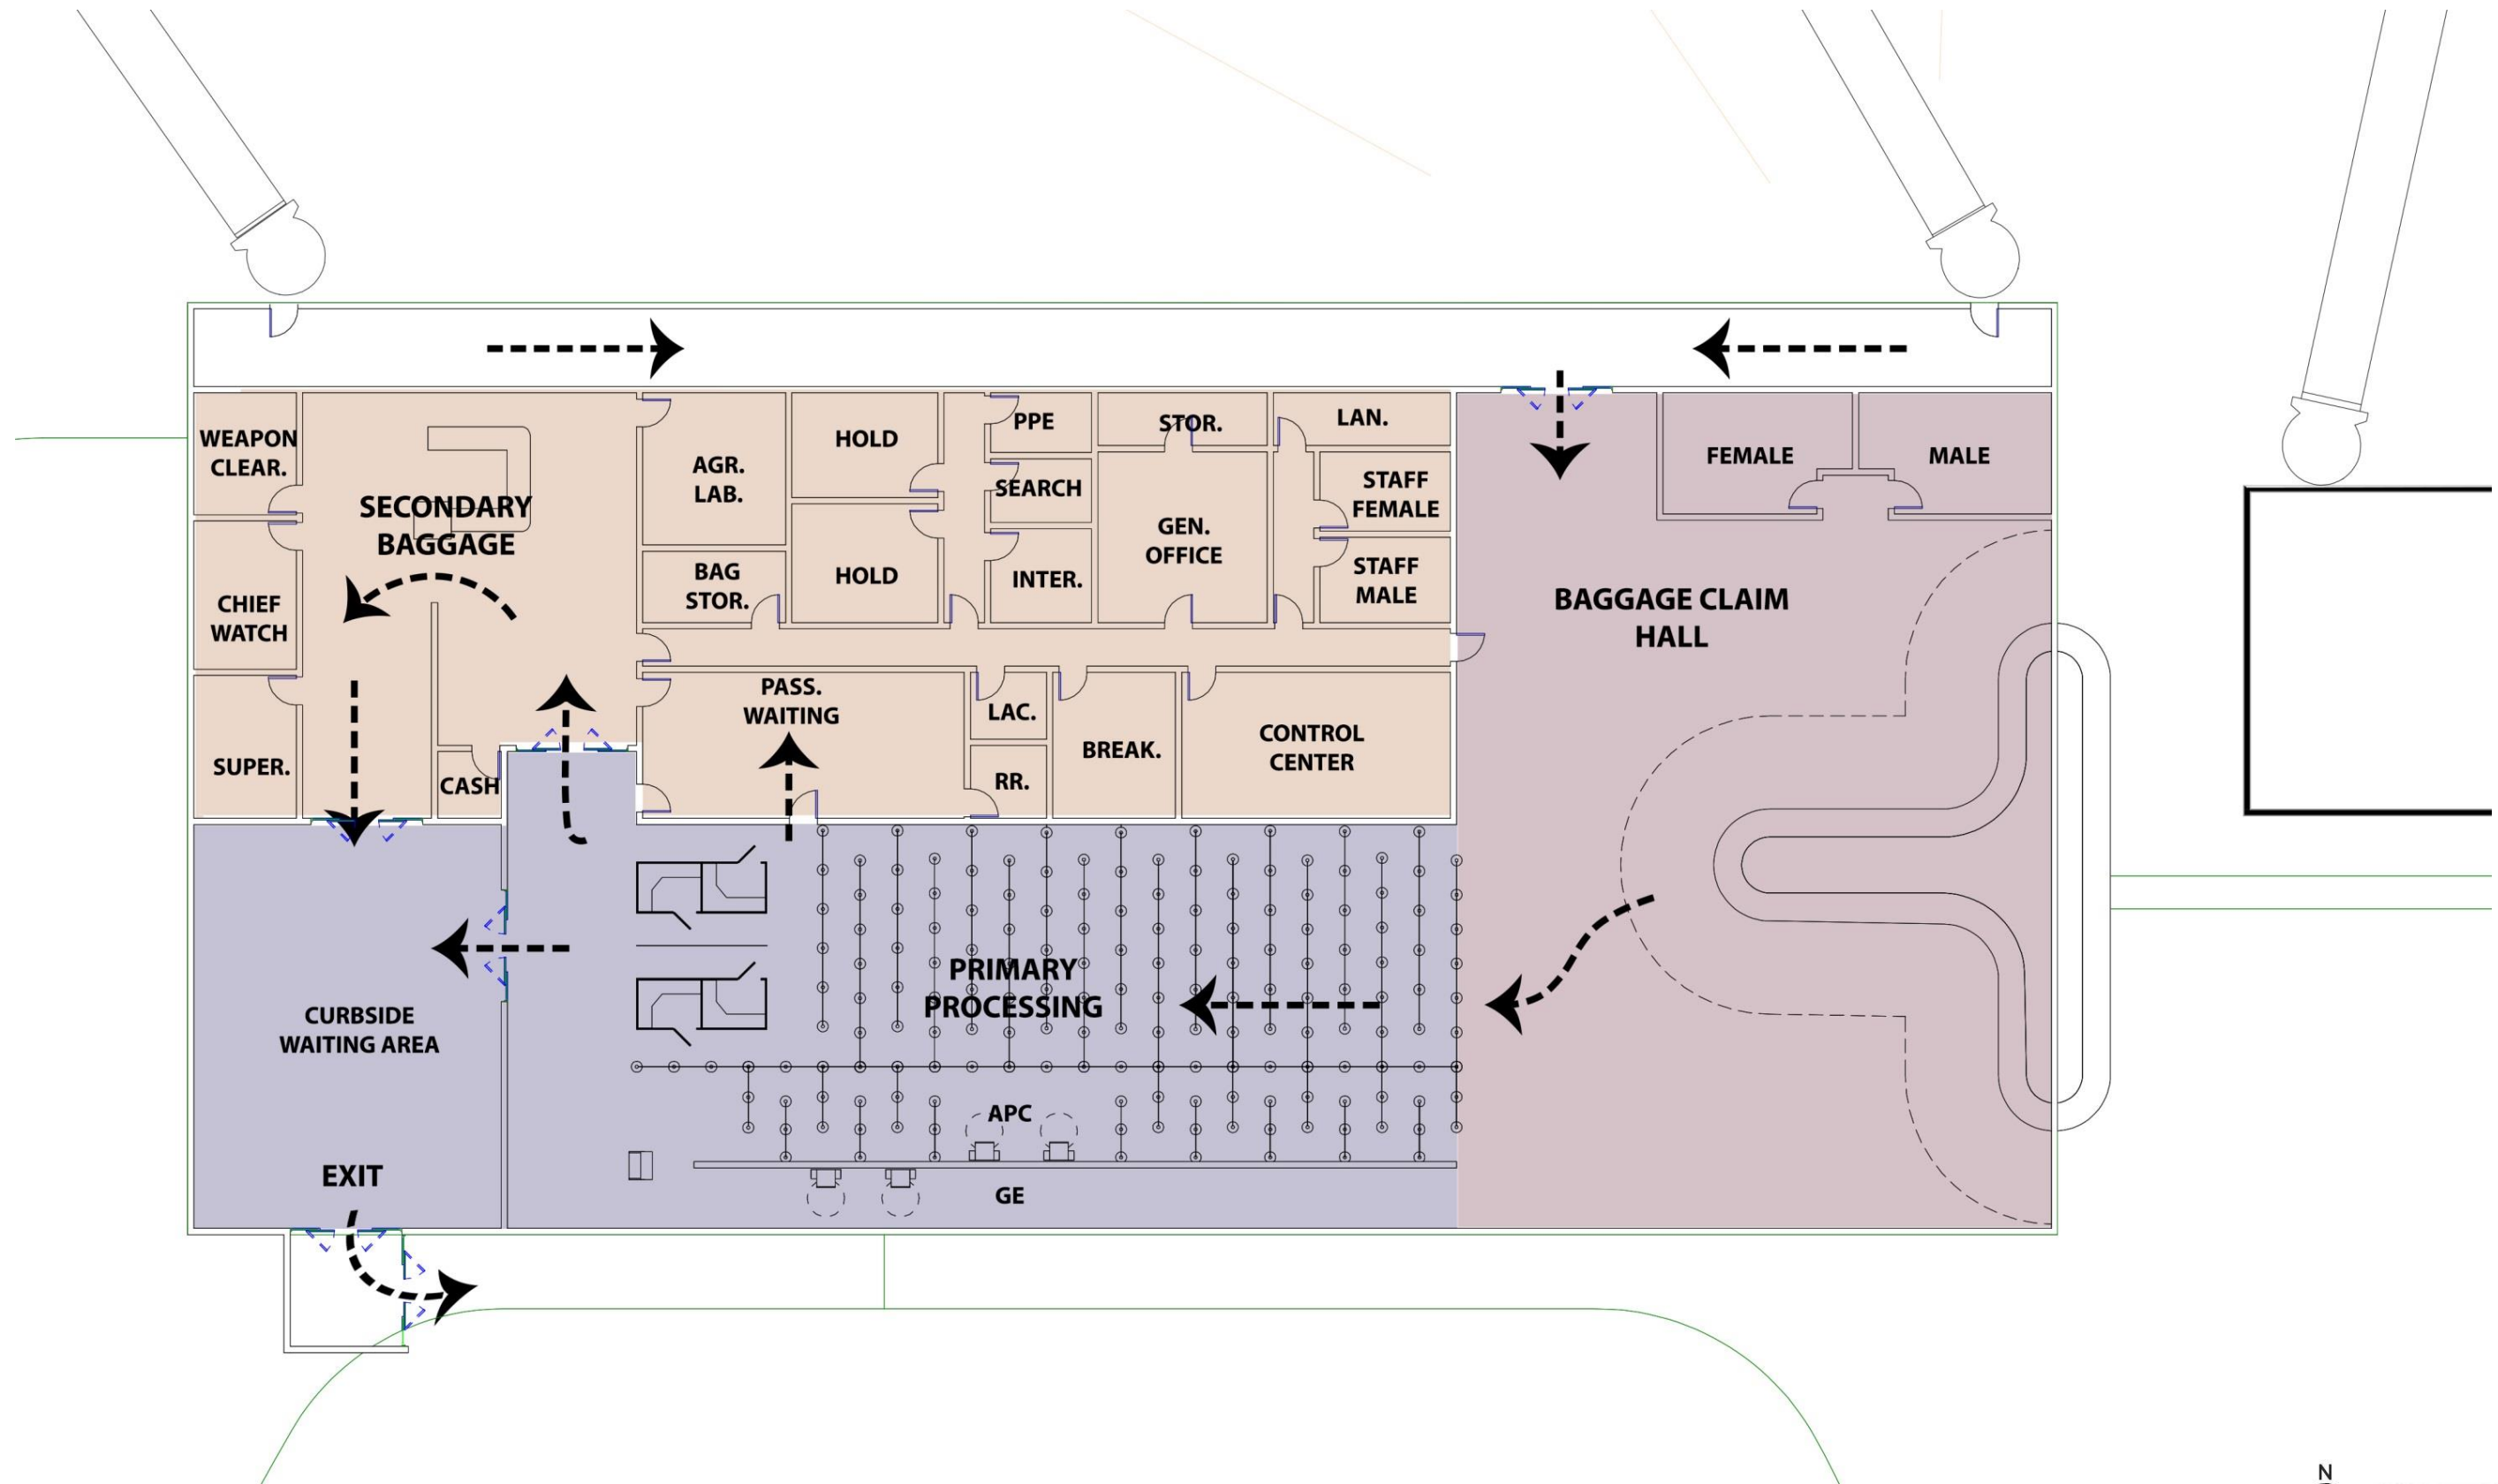 WEAPON
CLEAR.
SECONDARY
BAGGAGE
CHIEF
WATCH
SUPER.
CASH
AGR.
LAB.
BAG
STOR.
HOLD
HOLD
PPE
SEARCH
INTER.
STOR.
GEN.
OFFICE
LAN.
STAFF
FEMALE
STAFF
MALE
FEMALE
MALE
BAGGAGE CLAIM
HALL
PASS.
WAITING
LAC.
RR.
BREAK.
CONTROL
CENTER
PRIMARY
PROCESSING
CURBSIDE
WAITING AREA
APC
GE
EXIT
N